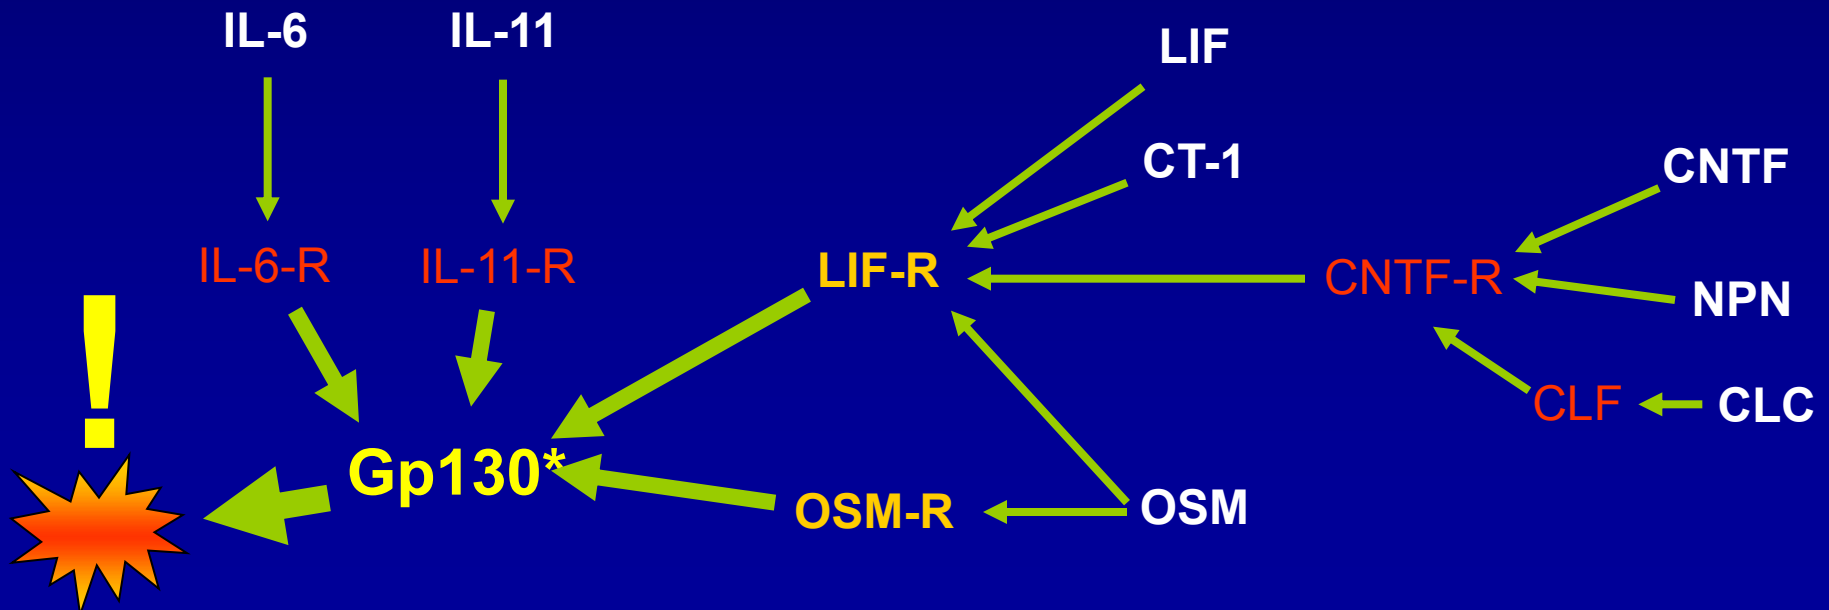 IL-6
IL-11
LIF
CT-1
CNTF
IL-6-R
IL-11-R
LIF-R
CNTF-R
NPN
!
CLF
CLC
Gp130*
OSM-R
OSM